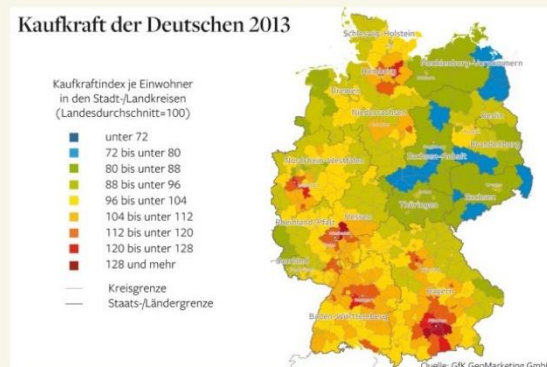 Kaufkraft der Deutschen 2013
Kaufkraftindex je Einwohner
in den Stadt-/Landkreisen
(Landesdurchschnitt=100)
unter 72
72 bis unter 80
80 bis unter 88
88 bis unter 96
96 bis unter 104
104 bis unter 112
112 bis unter 120
120 bis unter 128
128 und mehr
Kreisgrenze
Staats-/Ländergrenze
Schleswig-Holstein
Mecklenburg-Vorpommern
Hamburg
Bremen
Niedersachsen
Berlin
Brandenburg
Sachsen-Anhalt
Nordrhein-Westfalen
Sachsen
Thüringen
Hessen
Rheinland-Pfalz
Saarland
Bayern
Baden-Württemberg
Quelle: GfK GeoMarketing GmbH